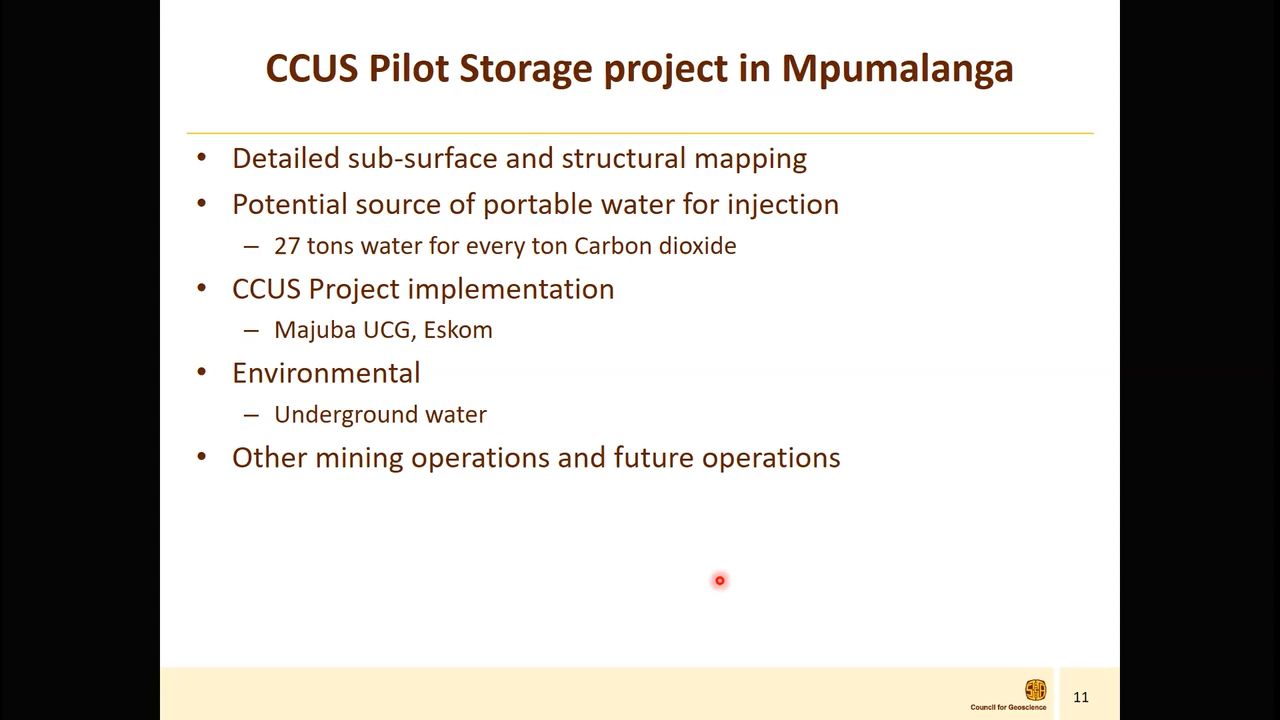 CCUS Pilot Storage project in Mpumalanga
• Detailed sub-surface and structural mapping
• Potential source of portable water for injection
– 27 tons water for every ton Carbon dioxide
• CCUS Project implementation
– Majuba UCG, Eskom
• Environmental
– Underground water
• Other mining operations and future operations
Council for Geoscience
11